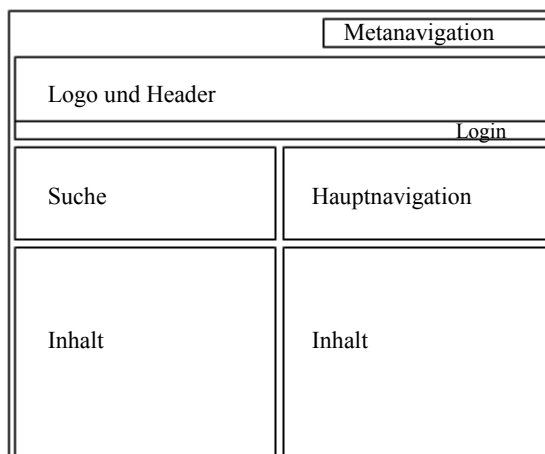 Metanavigation
Logo und Header
Login
Suche
Hauptnavigation
Inhalt
Inhalt